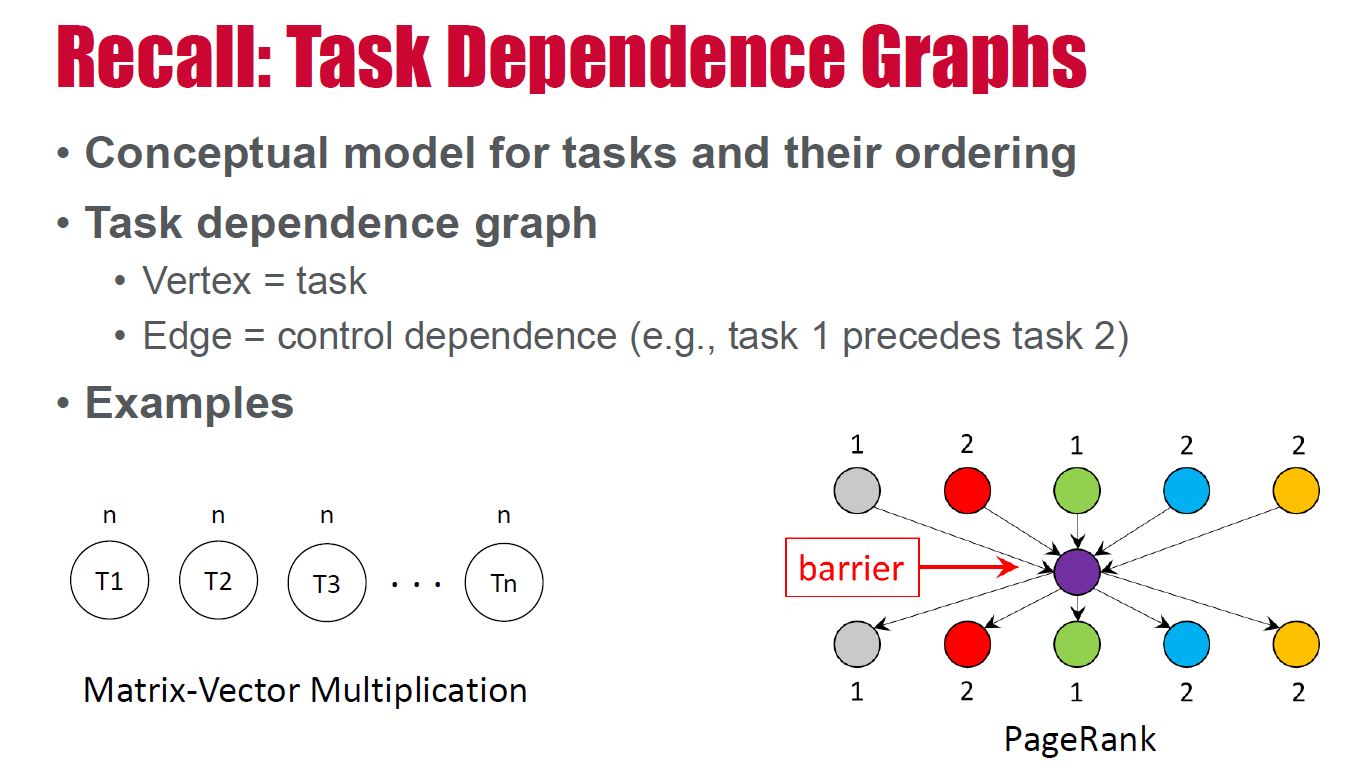 Recall: Task Dependence Graphs
• Conceptual model for tasks and their ordering
• Task dependence graph
• Vertex = task
• Edge = control dependence (e.g., task 1 precedes task 2)
• Examples
n n n n
T1 T2 T3 · · · Tn
Matrix-Vector Multiplication
1 2 1 2 2
barrier
1 2 1 2 2
PageRank